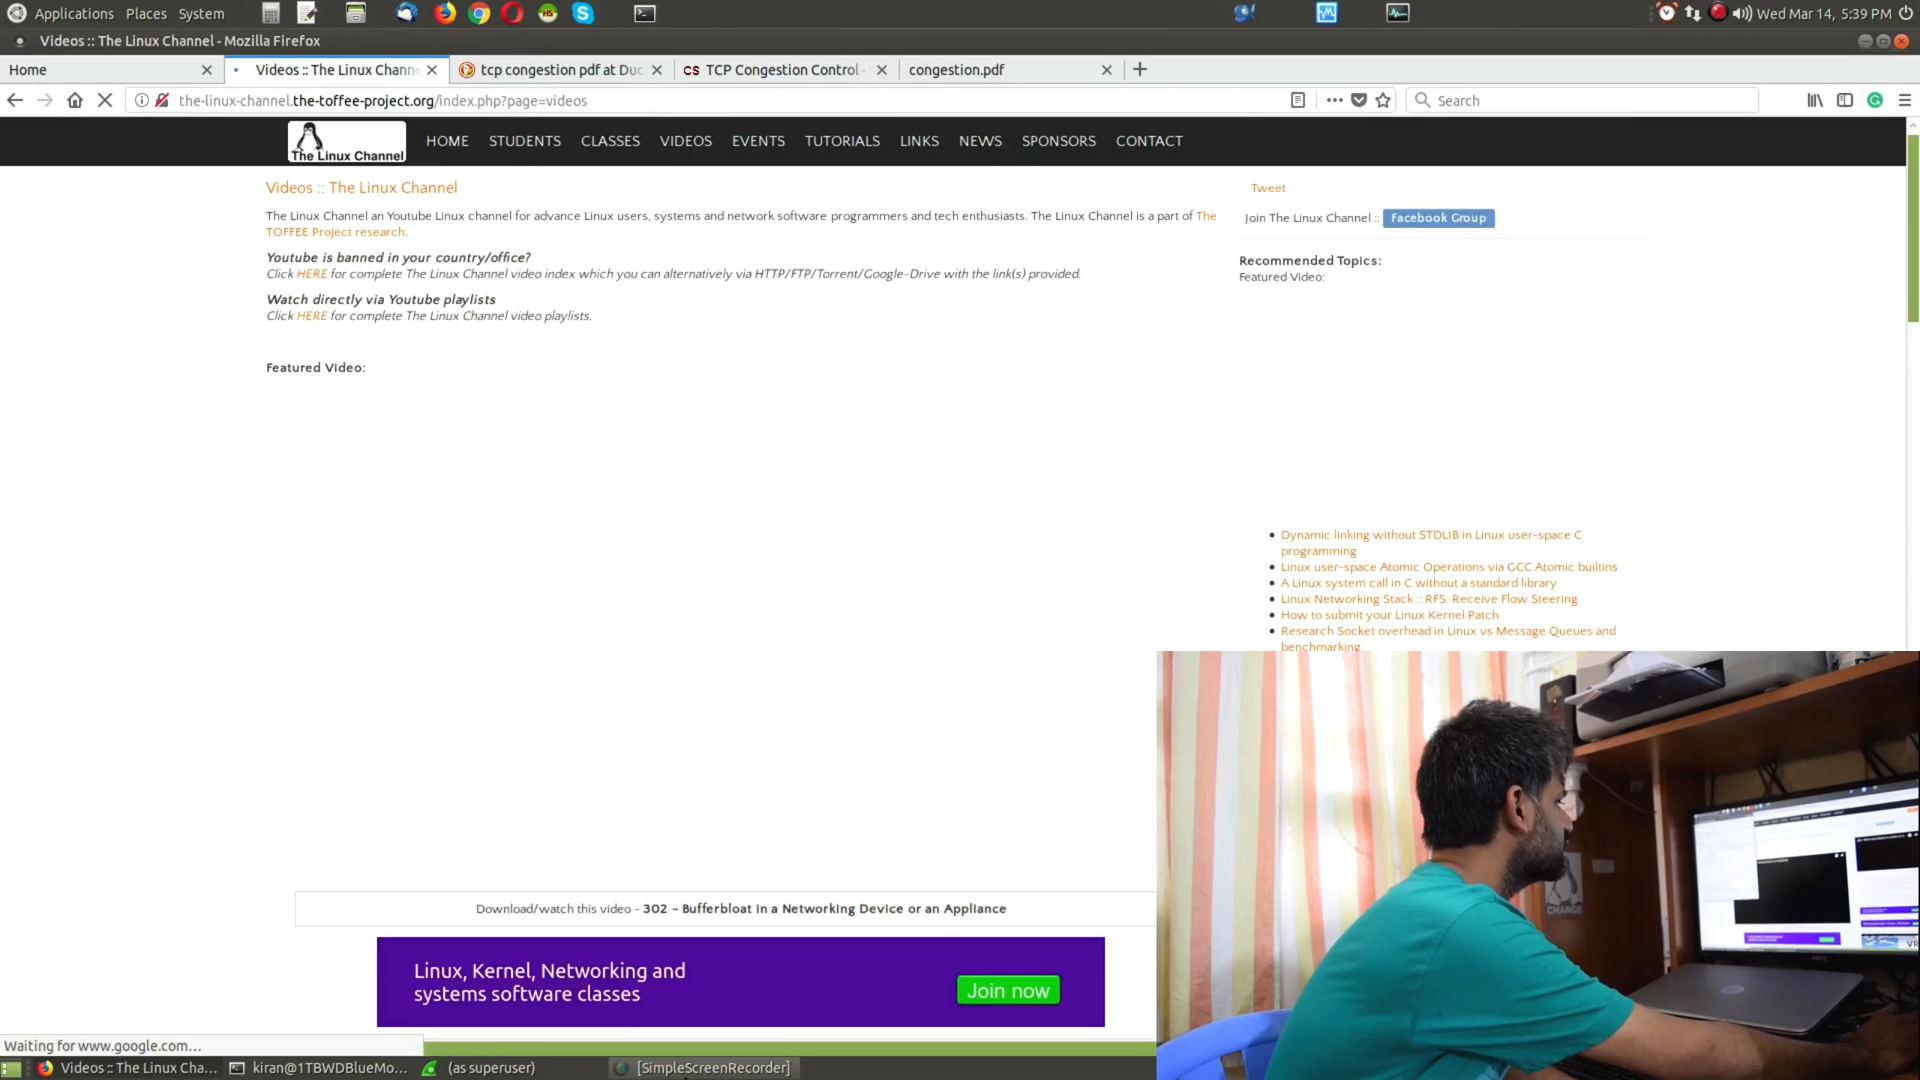 Applications Places System
Wed Mar 14, 5:39 PM
Videos :: The Linux Channel - Mozilla Firefox
Home
Videos :: The Linux Chann
tcp congestion pdf at Duc
CS TCP Congestion Control -
congestion.pdf
the-linux-channel.the-toffee-project.org/index.php?page=videos
Search
The Linux Channel
HOME STUDENTS CLASSES VIDEOS EVENTS TUTORIALS LINKS NEWS SPONSORS CONTACT
Videos :: The Linux Channel
The Linux Channel an Youtube Linux channel for advance Linux users, systems and network software programmers and tech enthusiasts. The Linux Channel is a part of The
TOFFEE Project research.
Youtube is banned in your country/office?
Click HERE for complete The Linux Channel video index which you can alternatively via HTTP/FTP/Torrent/Google-Drive with the link(s) provided.
Watch directly via Youtube playlists
Click HERE for complete The Linux Channel video playlists.
Featured Video:
Tweet
Join The Linux Channel :: Facebook Group
Recommended Topics:
Featured Video:
Dynamic linking without STDLIB in Linux user-space C
programming
Linux user-space Atomic Operations via GCC Atomic builtins
A Linux system call in C without a standard library
Linux Networking Stack :: RFS: Receive Flow Steering
How to submit your Linux Kernel Patch
Research Socket overhead in Linux vs Message Queues and
benchmarking
Download/watch this video - 302 - Bufferbloat in a Networking Device or an Appliance
Linux, Kernel, Networking and
systems software classes
Join now
CHANGE
Waiting for www.google.com...
Videos :: The Linux Cha...
kiran@1TBWDBlueMo...
(as superuser)
[SimpleScreenRecorder]